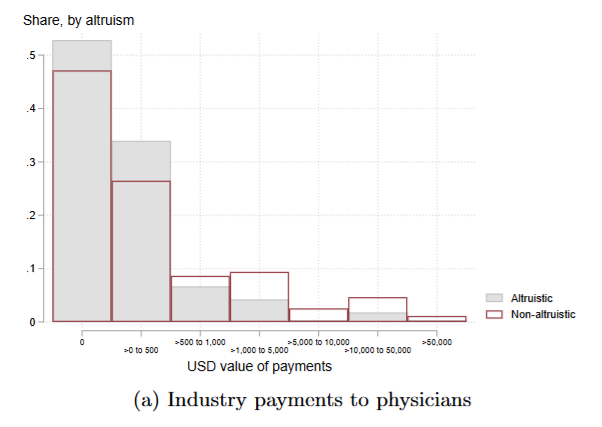 Share, by altruism
.5
.4
.3
.2
.1
0
0
>0 to 500
>500 to 1,000
>1,000 to 5,000
>5,000 to 10,000
>10,000 to 50,000
>50,000
USD value of payments
Altruistic
Non-altruistic
(a) Industry payments to physicians